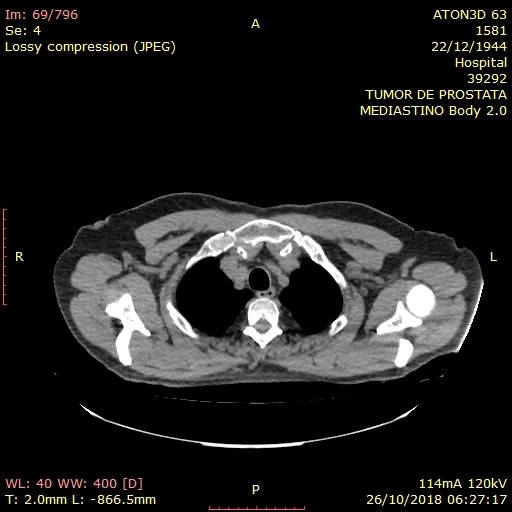 Im: 69/796
Se: 4
Lossy compression (JPEG)
A
ATON3D 63
1581
22/12/1944
Hospital
39292
TUMOR DE PROSTATA
MEDIASTINO Body 2.0
R
L
WL: 40 WW: 400 [D]
T: 2.0mm L: -866.5mm
P
114mA 120kV
26/10/2018 06:27:17